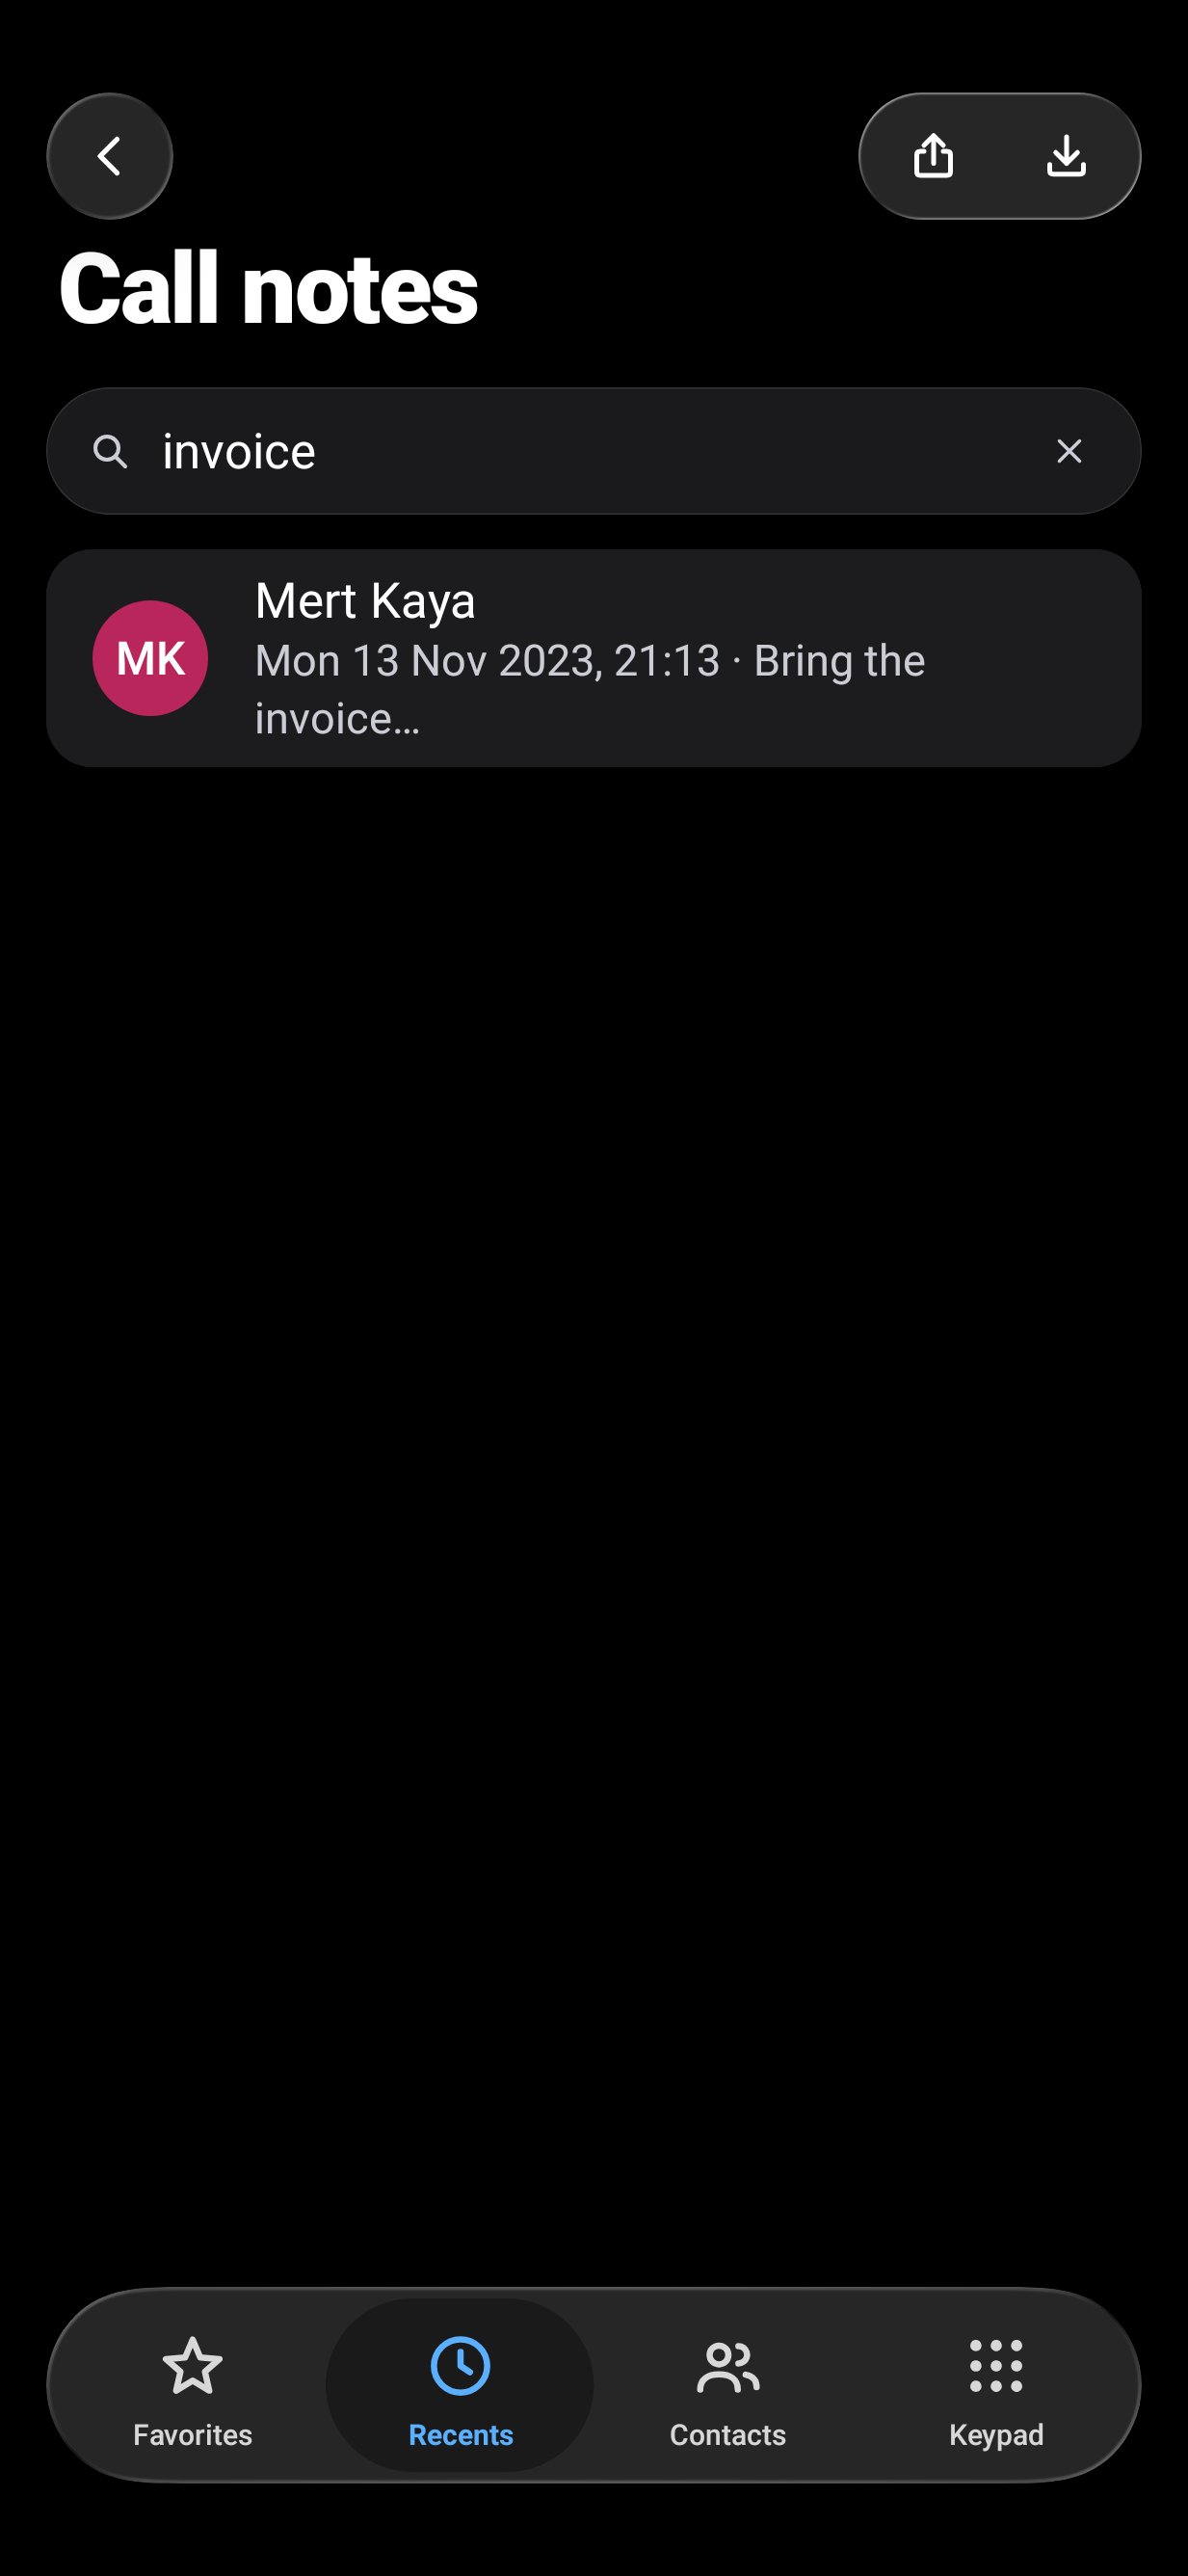 Call notes
invoice
MK
Mert Kaya
Mon 13 Nov 2023, 21:13 · Bring the
invoice…
Favorites
Recents
Contacts
Keypad